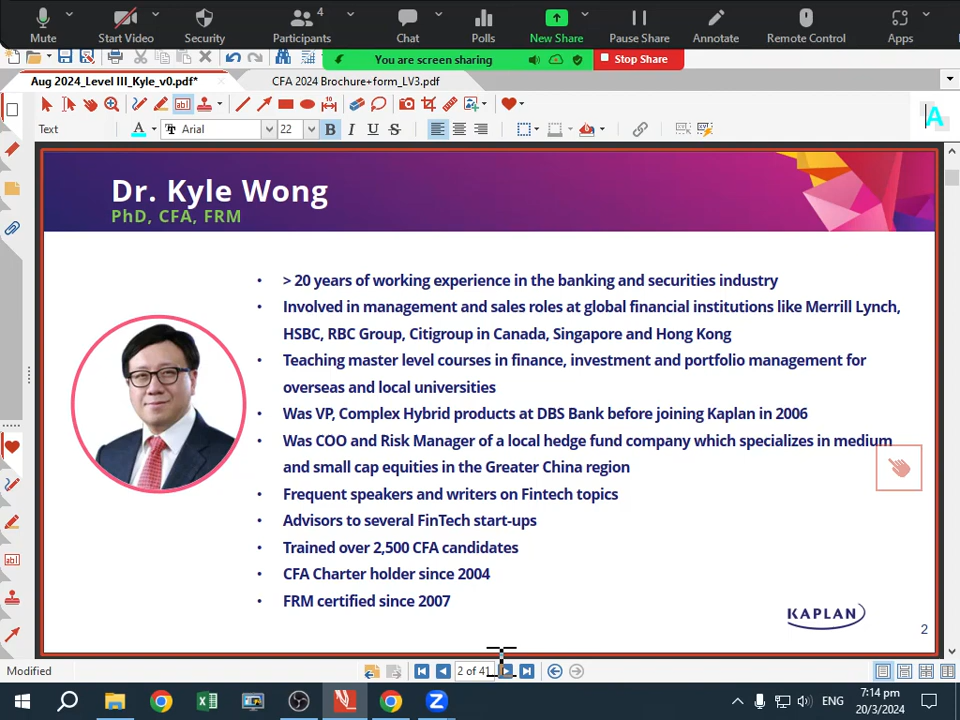 4
Mute
Start Video
Security
Participants
Chat
Polls
New Share
Pause Share
Annotate
Remote Control
Apps
You are screen sharing
Stop Share
Aug 2024_Level III_Kyle_v0.pdf*
CFA 2024 Brochure+form_LV3.pdf
Text
A
Arial
22
B
I
U
S
A
Dr. Kyle Wong
PhD, CFA, FRM
• > 20 years of working experience in the banking and securities industry
• Involved in management and sales roles at global financial institutions like Merrill Lynch,
HSBC, RBC Group, Citigroup in Canada, Singapore and Hong Kong
• Teaching master level courses in finance, investment and portfolio management for
overseas and local universities
• Was VP, Complex Hybrid products at DBS Bank before joining Kaplan in 2006
• Was COO and Risk Manager of a local hedge fund company which specializes in medium
and small cap equities in the Greater China region
• Frequent speakers and writers on Fintech topics
• Advisors to several FinTech start-ups
• Trained over 2,500 CFA candidates
• CFA Charter holder since 2004
• FRM certified since 2007
KAPLAN
2
Modified
2 of 41
ENG
7:14 pm
20/3/2024